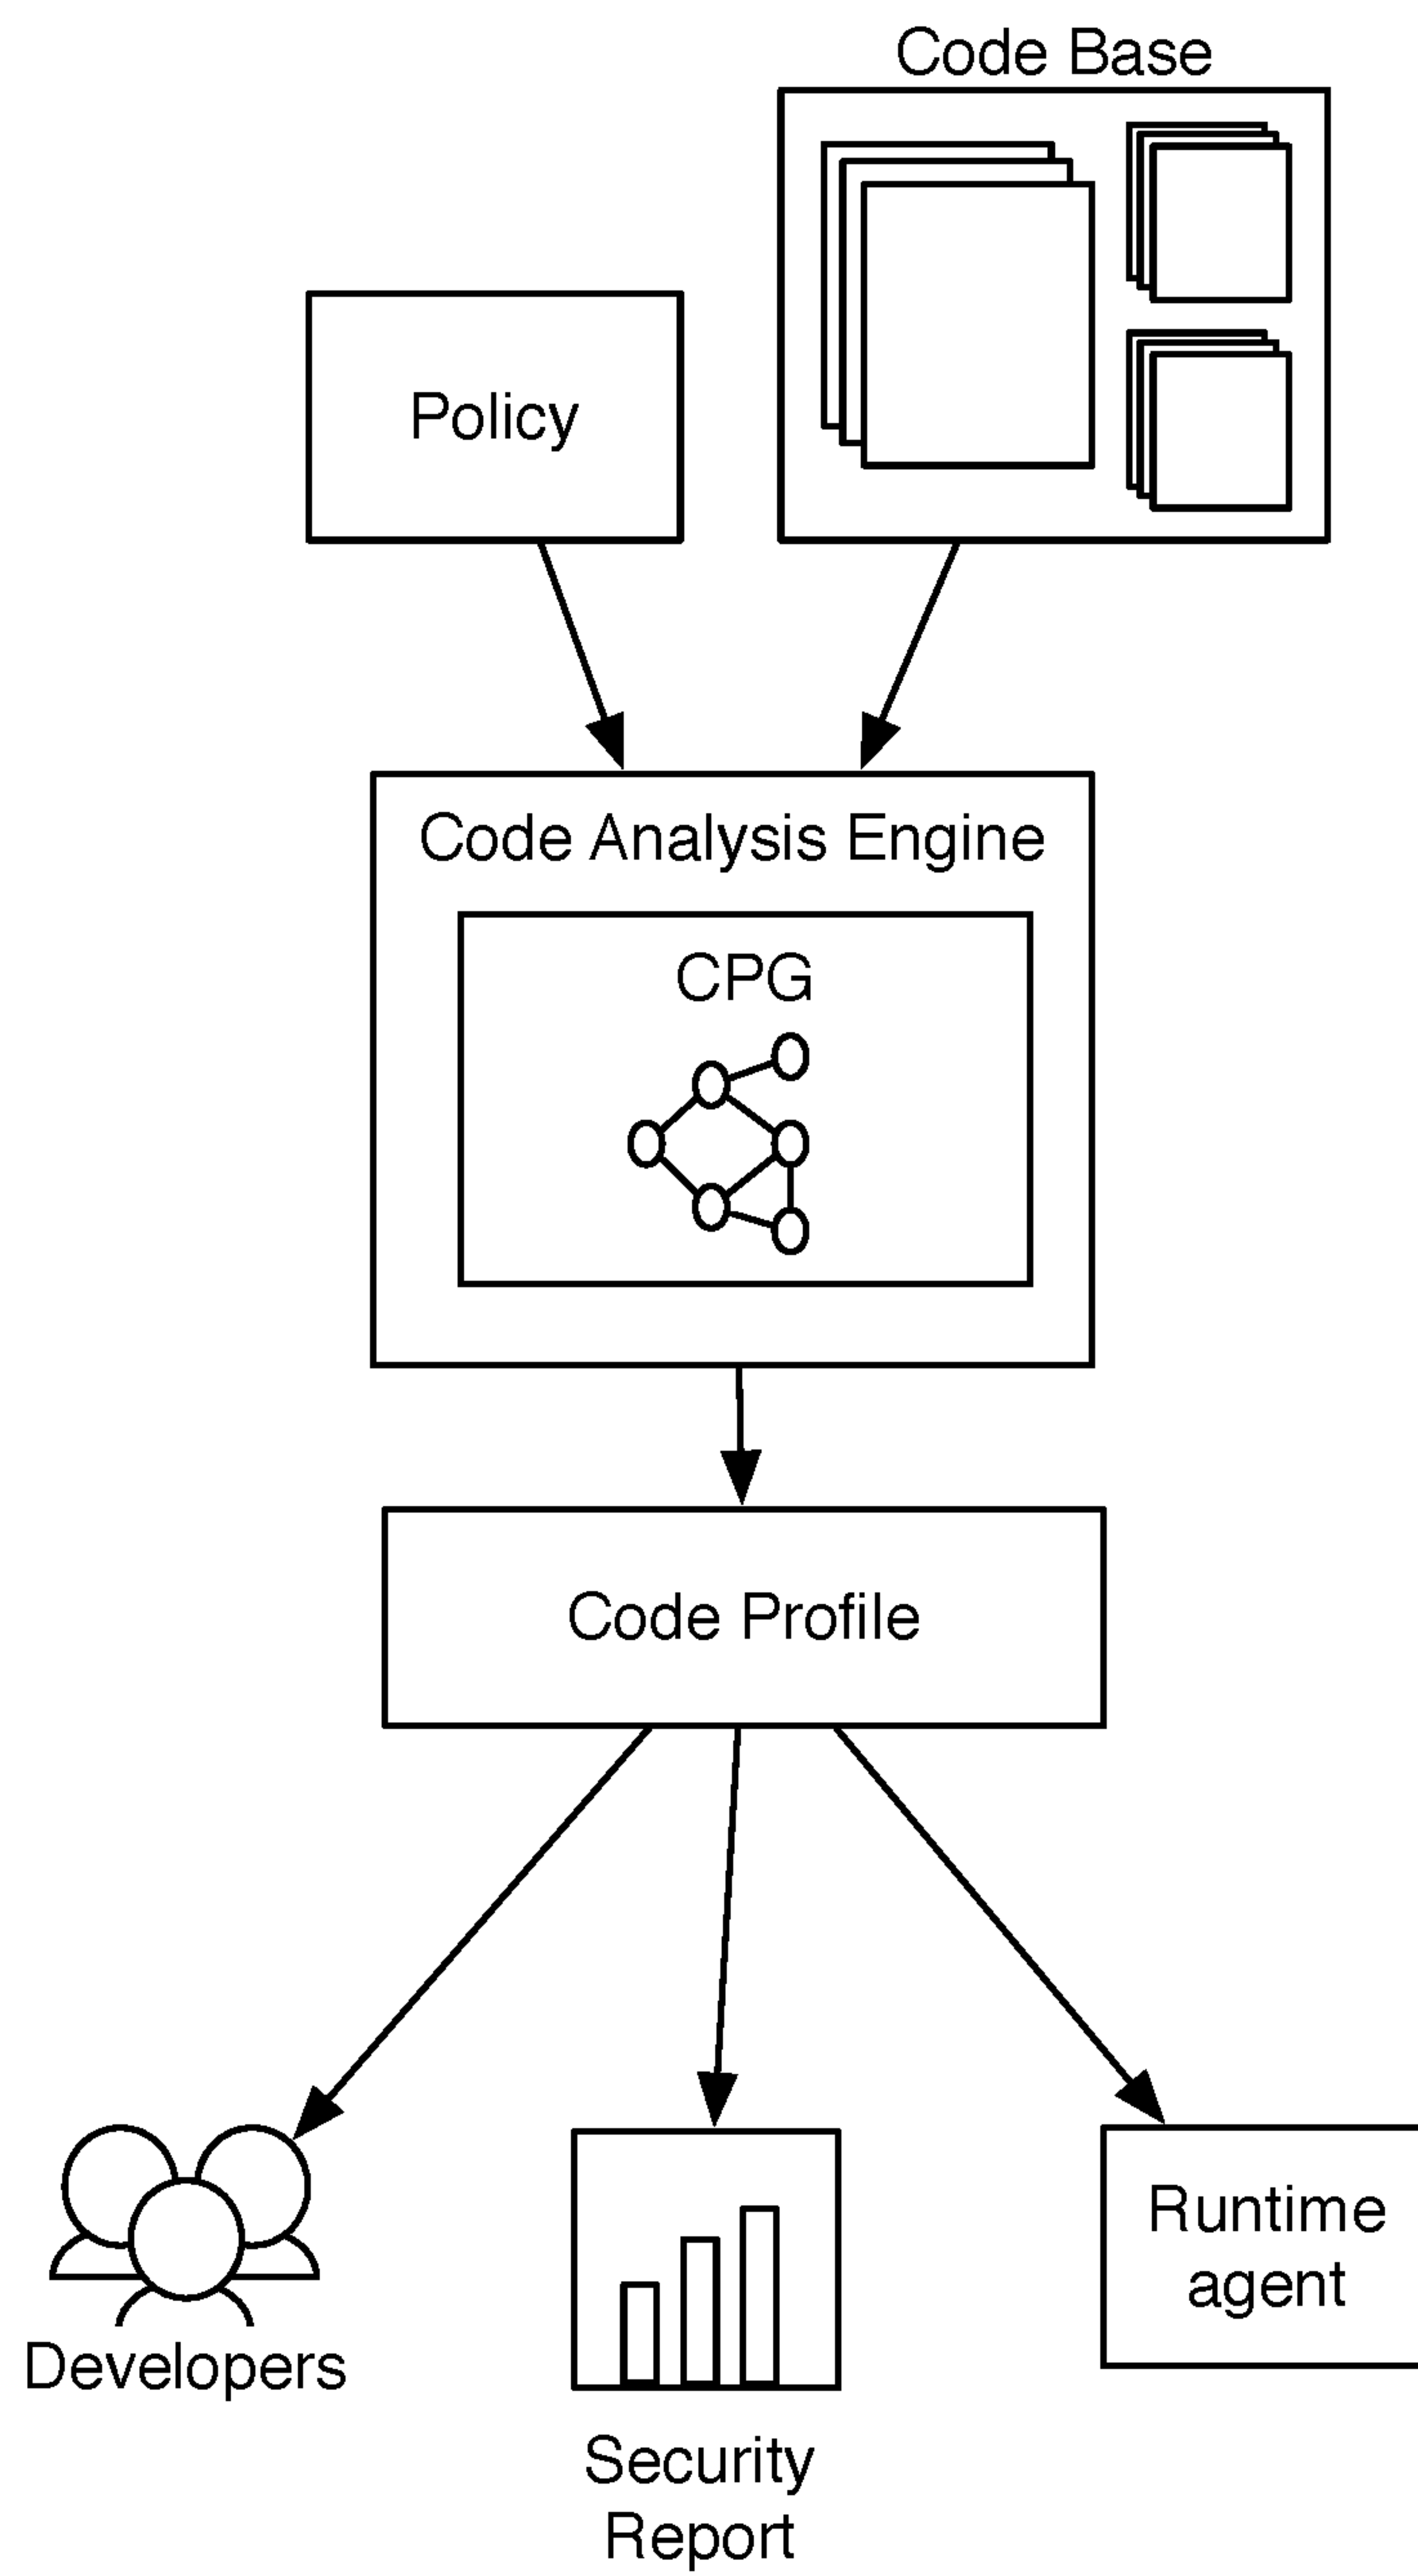 Code Base
Policy
Code Analysis Engine
CPG
Code Profile
Runtime
agent
Developers
Security
Report